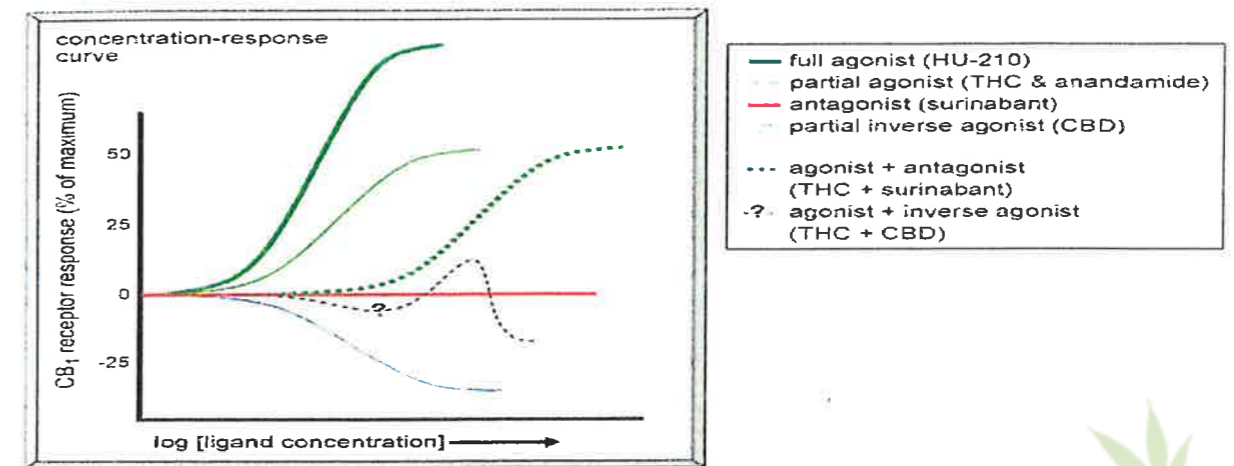 concentration-response
curve
CB1 receptor response (% of maximum)
50
25
0
-25
?
log [ligand concentration]
full agonist (HU-210)
partial agonist (THC & anandamide)
antagonist (surinabant)
partial inverse agonist (CBD)
agonist + antagonist
(THC + surinabant)
-?- agonist + inverse agonist
(THC + CBD)